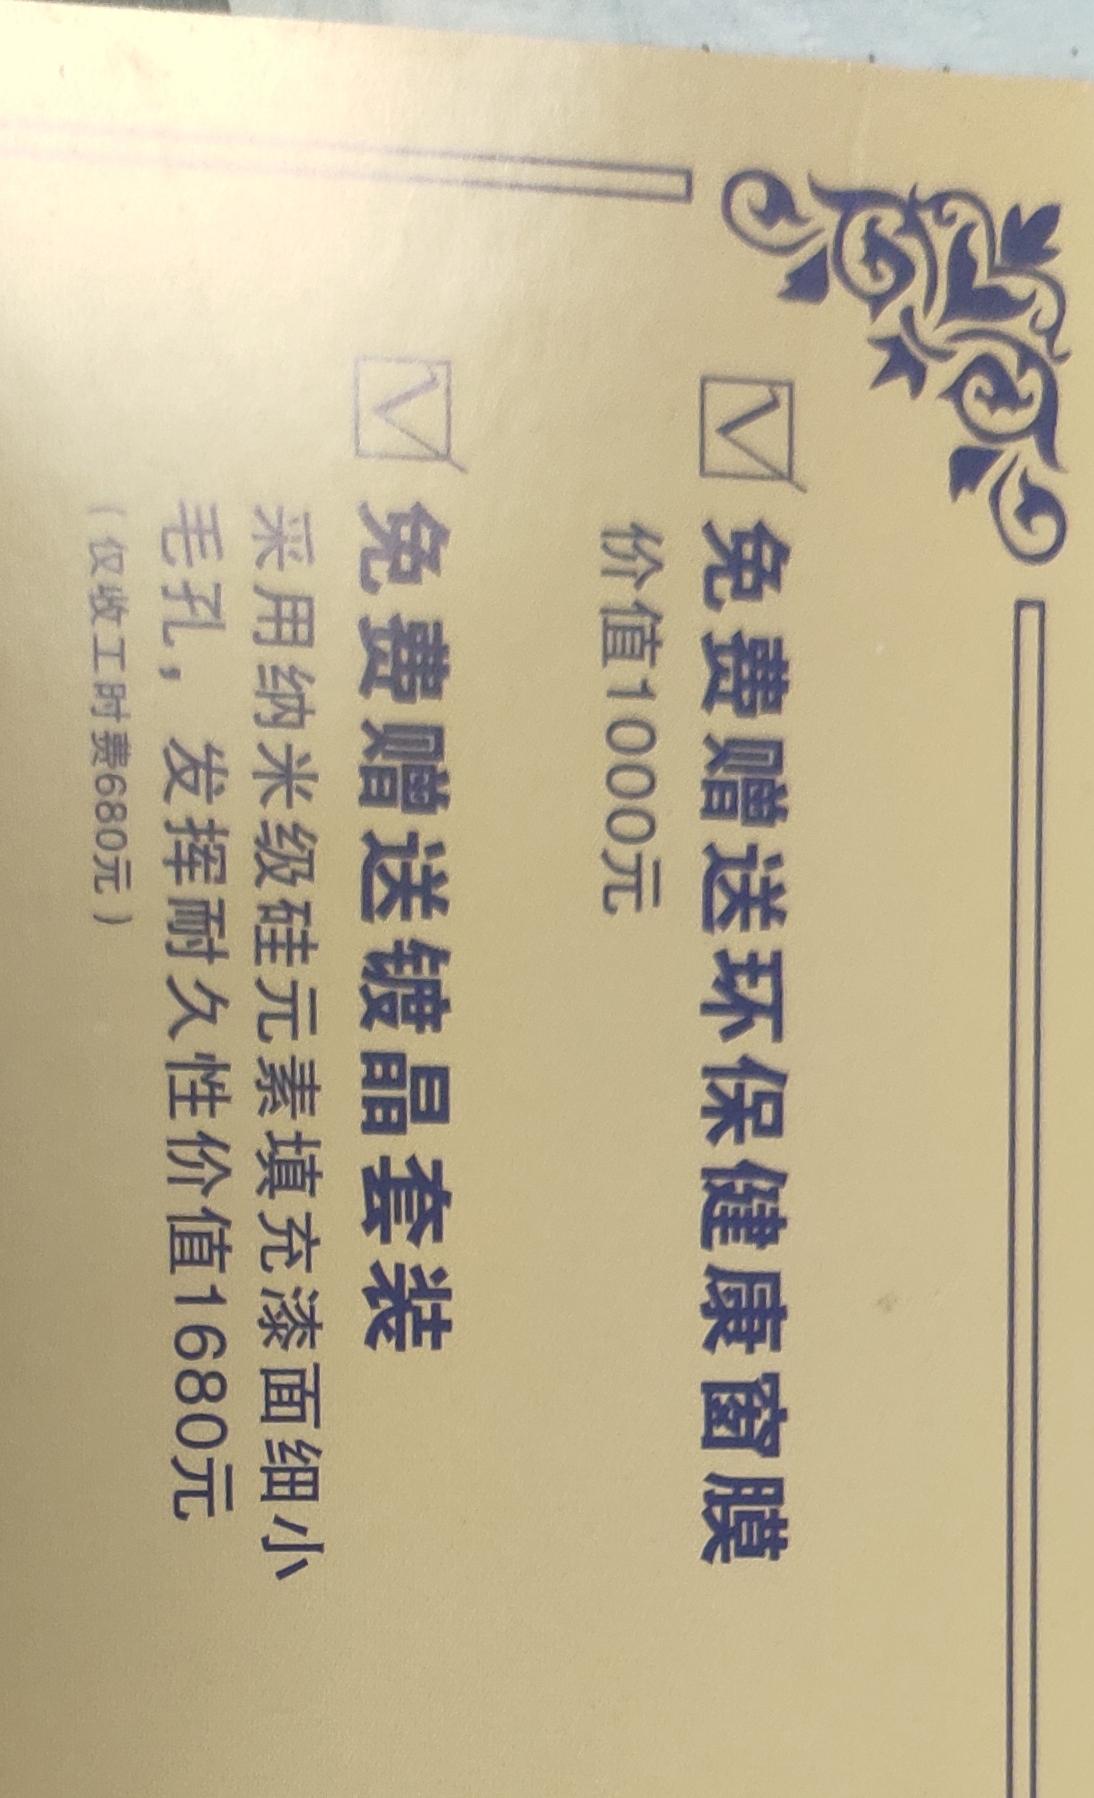 免费赠送环保健康窗膜
价值1000元
免费赠送镀晶套装
采用纳米级硅元素填充漆面细小
毛孔，发挥耐久性价值1680元
（仅收工时费680元）